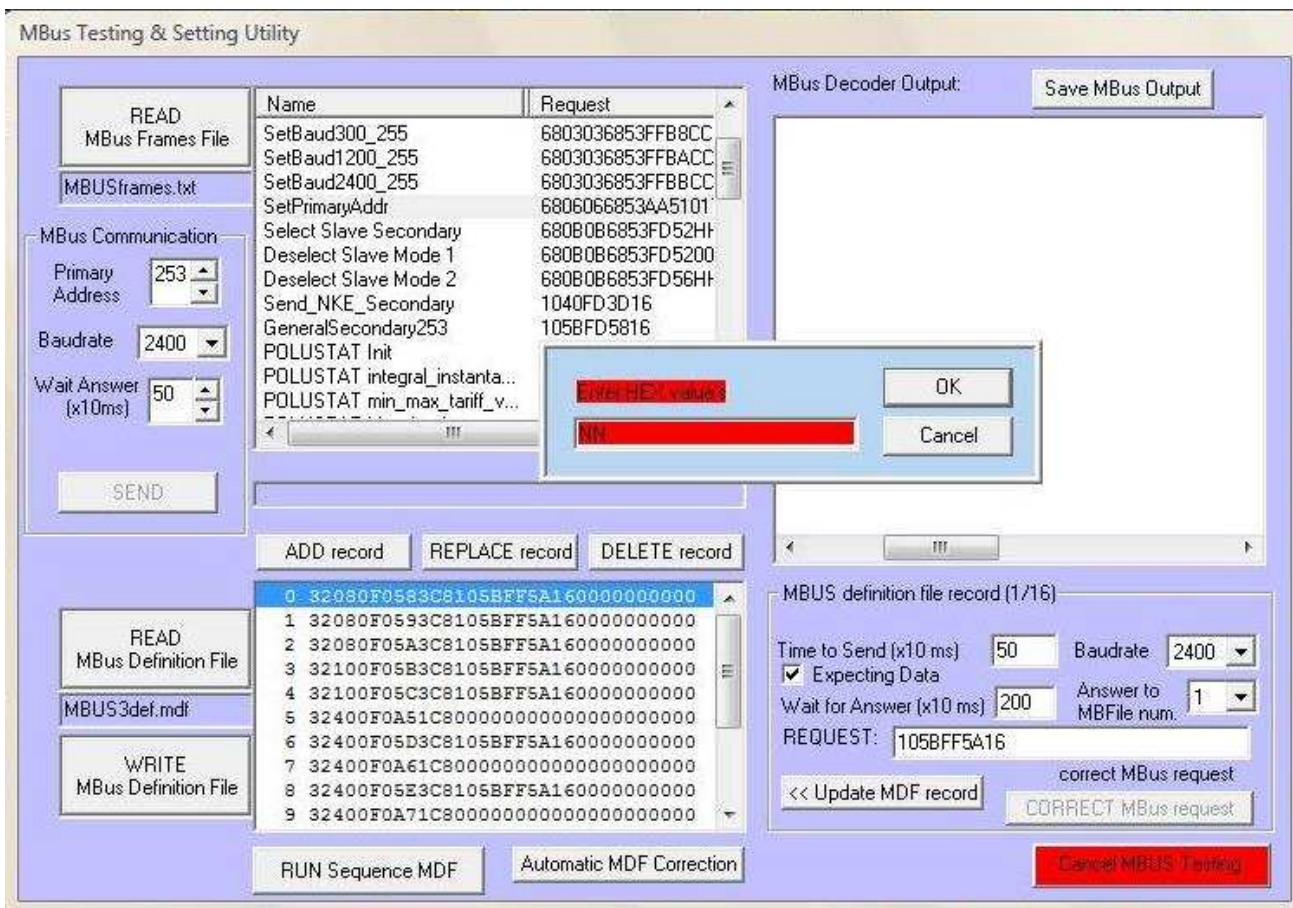 MBus Testing & Setting Utility
READ
MBus Frames File
MBUSframes.txt
MBus Communication
Primary
Address
253
Baudrate
2400
Wait Answer
(x10ms)
50
SEND
Name Request
SetBaud300_255 6803036853FFB8CC
SetBaud1200_255 6803036853FFBACC
SetBaud2400_255 6803036853FFBBCC
SetPrimaryAddr 6806066853AA5101
Select Slave Secondary 680B0B6853FD52HH
Deselect Slave Mode 1 680B0B6853FD5200
Deselect Slave Mode 2 680B0B6853FD56HH
Send_NKE_Secondary 1040FD3D16
GeneralSecondary253 105BFD5816
POLUSTAT Init
POLUSTAT integral_instanta...
POLUSTAT min_max_tariff_v...
MBus Decoder Output:
Save MBus Output
Enter HEX value s
NN
OK
Cancel
ADD record
REPLACE record
DELETE record
READ
MBus Definition File
MBUS3def.mdf
WRITE
MBus Definition File
0 32080F0583C8105BFF5A160000000000
1 32080F0593C8105BFF5A160000000000
2 32080F05A3C8105BFF5A160000000000
3 32100F05B3C8105BFF5A160000000000
4 32100F05C3C8105BFF5A160000000000
5 32400F0A51C800000000000000000000
6 32400F05D3C8105BFF5A160000000000
7 32400F0A61C800000000000000000000
8 32400F05E3C8105BFF5A160000000000
9 32400F0A71C800000000000000000000
RUN Sequence MDF
Automatic MDF Correction
MBUS definition file record (1/16)
Time to Send (x10 ms) 50
Baudrate 2400
Expecting Data
Wait for Answer (x10 ms) 200
Answer to
MBFile num.
1
REQUEST: 105BFF5A16
correct MBus request
<< Update MDF record
CORRECT MBus request
Cancel MBUS Testing